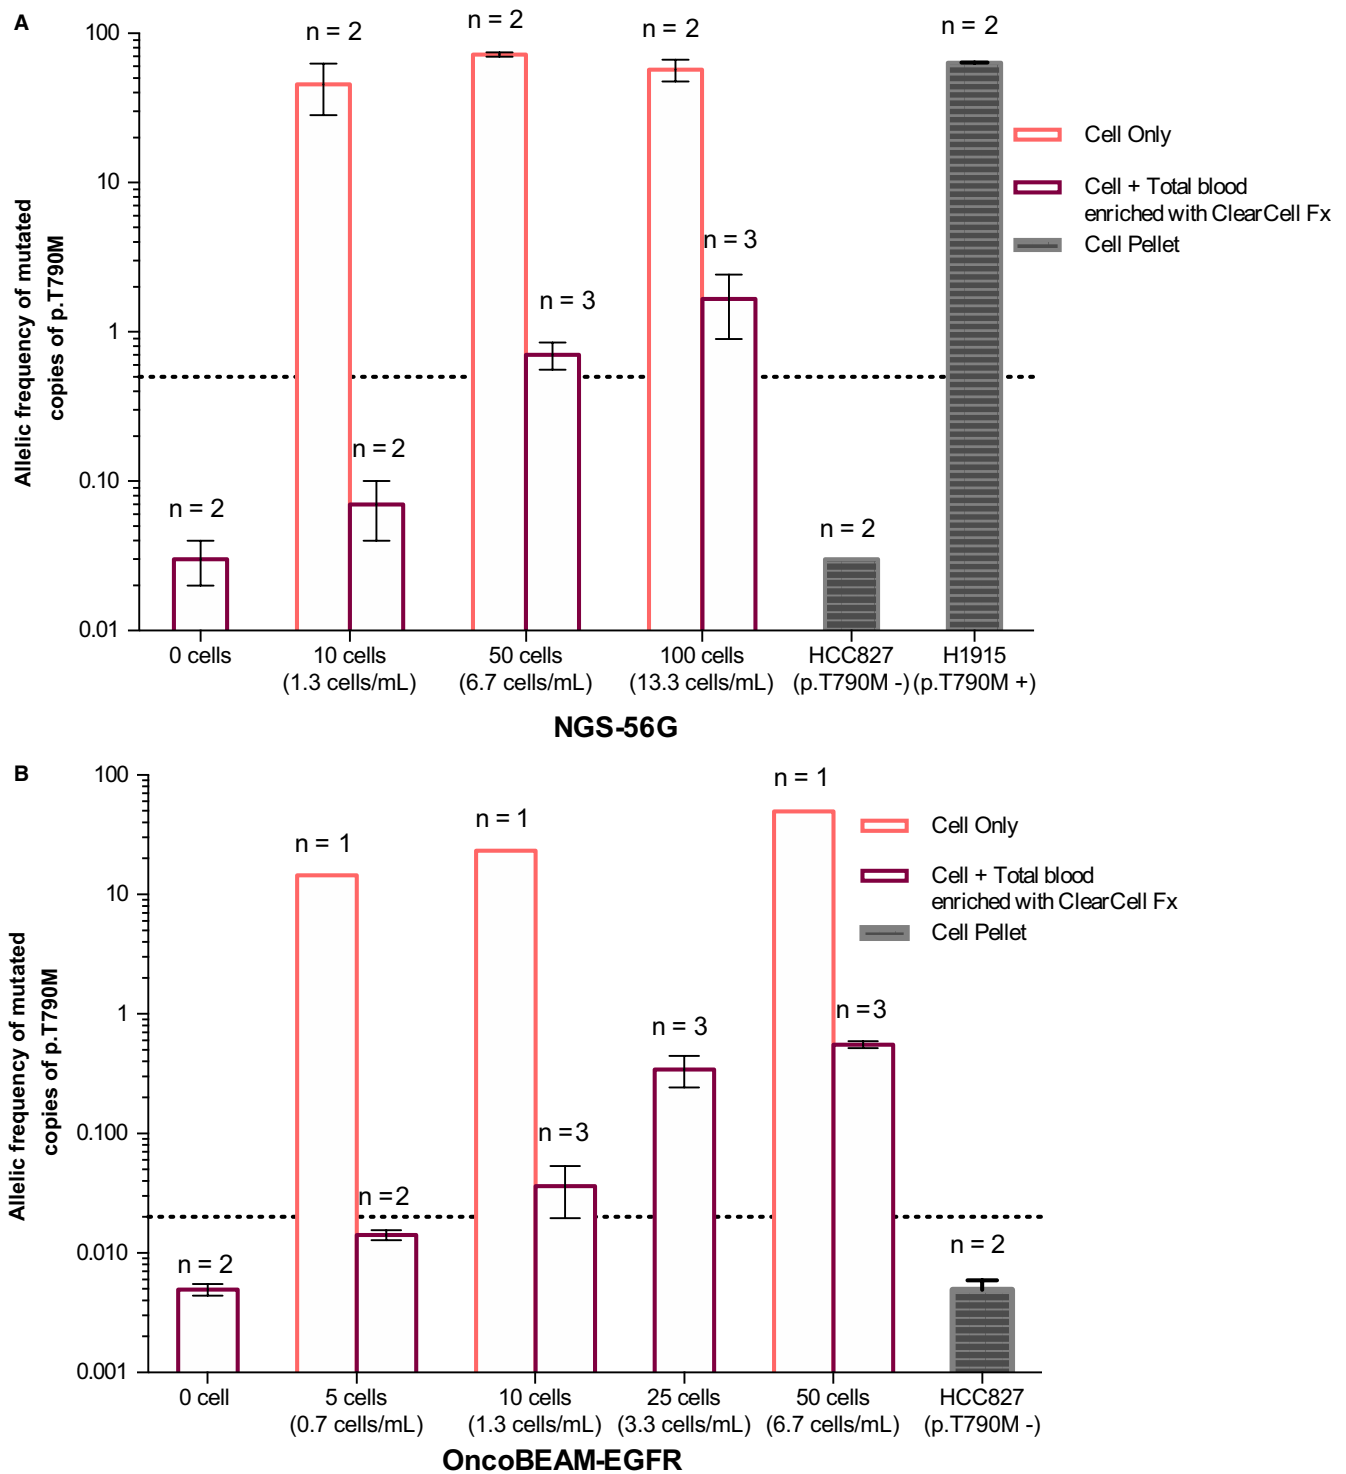 A
Allelic frequency of mutated
copies of p.T790M
100
10
1
0.10
0.01
n = 2
n = 2
n = 2
n = 2
n = 3
n = 2
n = 3
n = 2
n = 2
Cell Only
Cell + Total blood
enriched with ClearCell Fx
Cell Pellet
0 cells
10 cells
(1.3 cells/mL)
50 cells
(6.7 cells/mL)
100 cells
(13.3 cells/mL)
HCC827
(p.T790M -)
H1915
(p.T790M +)
NGS-56G
B
Allelic frequency of mutated
copies of p.T790M
100
10
1
0.100
0.010
0.001
n = 2
n = 1
n =2
n = 1
n =3
n = 3
n = 1
n =3
n = 2
Cell Only
Cell + Total blood
enriched with ClearCell Fx
Cell Pellet
0 cell
5 cells
(0.7 cells/mL)
10 cells
(1.3 cells/mL)
25 cells
(3.3 cells/mL)
50 cells
(6.7 cells/mL)
HCC827
(p.T790M -)
OncoBEAM-EGFR